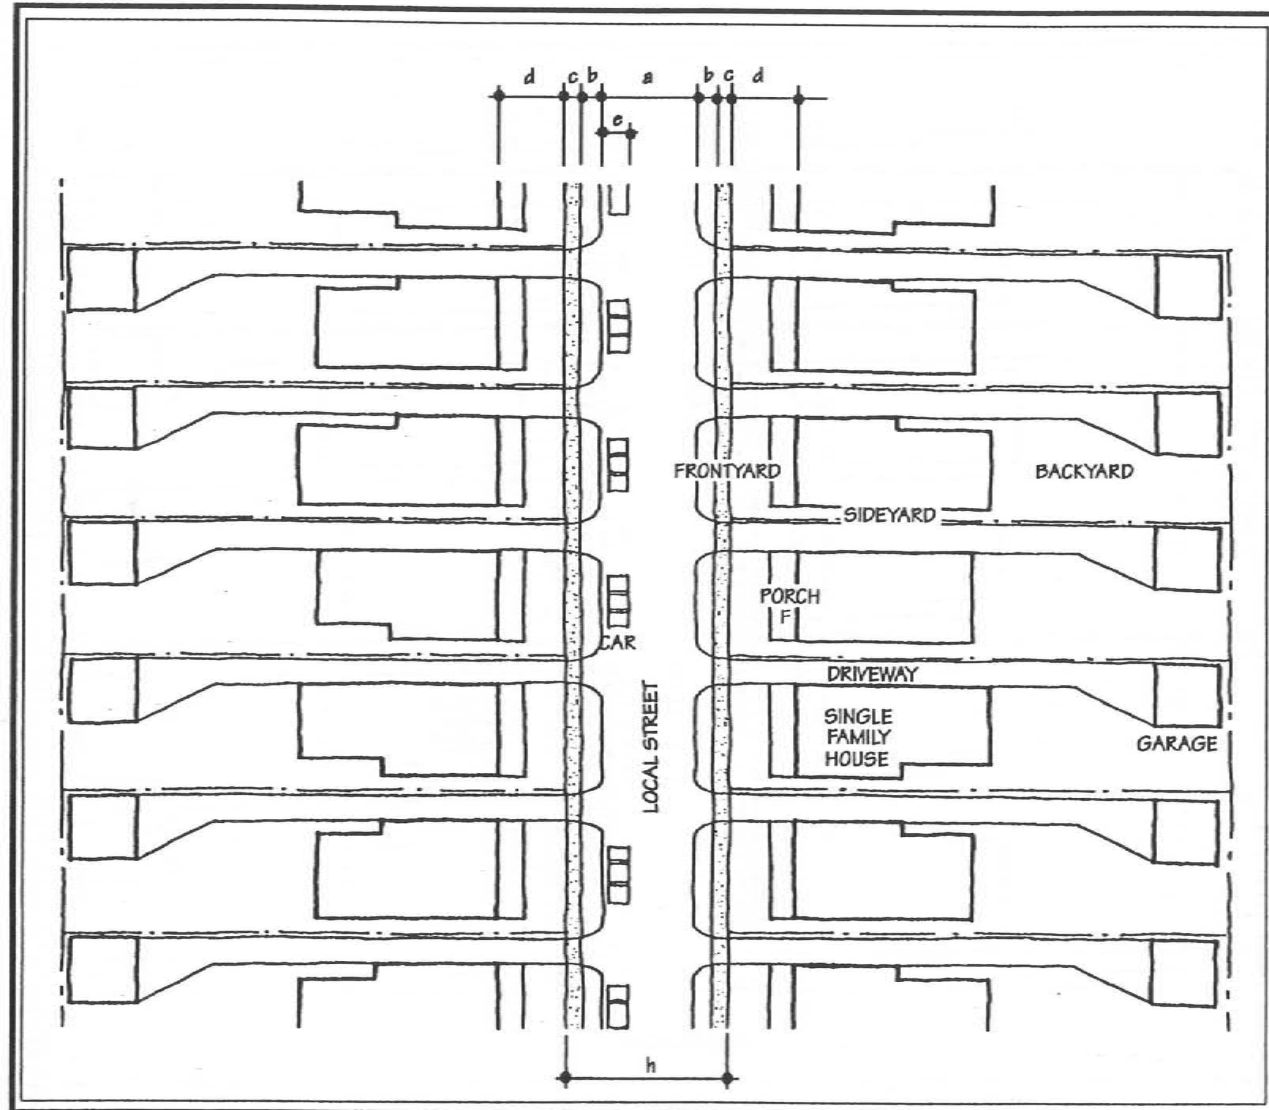 d c b a b c d
e
FRONTYARD
BACKYARD
SIDEYARD
PORCH
F
CAR
DRIVEWAY
LOCAL STREET
SINGLE
FAMILY
HOUSE
GARAGE
h